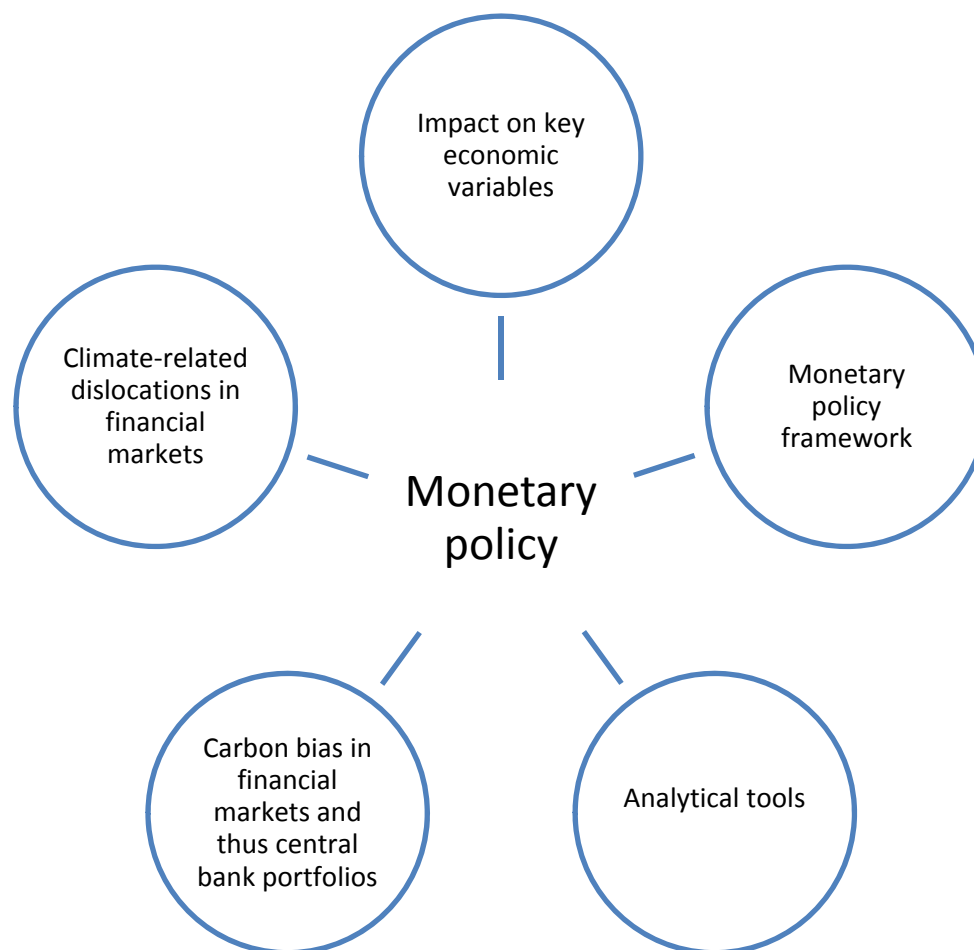 Impact on key
economic
variables
Climate-related
dislocations in
financial
markets
Monetary
policy
framework
Monetary
policy
Carbon bias in
financial
markets and
thus central
bank portfolios
Analytical tools